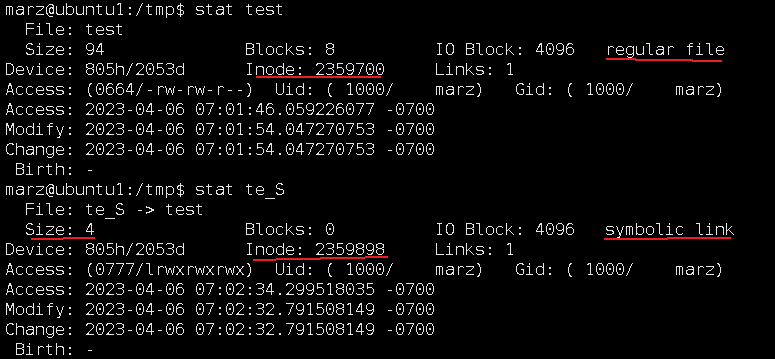 marz@ubuntu1:/tmp$ stat test
  File: test
  Size: 94              Blocks: 8          IO Block: 4096   regular file
Device: 805h/2053d      Inode: 2359700     Links: 1
Access: (0664/-rw-rw-r--)  Uid: ( 1000/    marz)   Gid: ( 1000/    marz)
Access: 2023-04-06 07:01:46.059226077 -0700
Modify: 2023-04-06 07:01:54.047270753 -0700
Change: 2023-04-06 07:01:54.047270753 -0700
 Birth: -
marz@ubuntu1:/tmp$ stat te_S
  File: te_S -> test
  Size: 4               Blocks: 0          IO Block: 4096   symbolic link
Device: 805h/2053d      Inode: 2359898     Links: 1
Access: (0777/lrwxrwxrwx)  Uid: ( 1000/    marz)   Gid: ( 1000/    marz)
Access: 2023-04-06 07:02:34.299518035 -0700
Modify: 2023-04-06 07:02:32.791508149 -0700
Change: 2023-04-06 07:02:32.791508149 -0700
 Birth: -